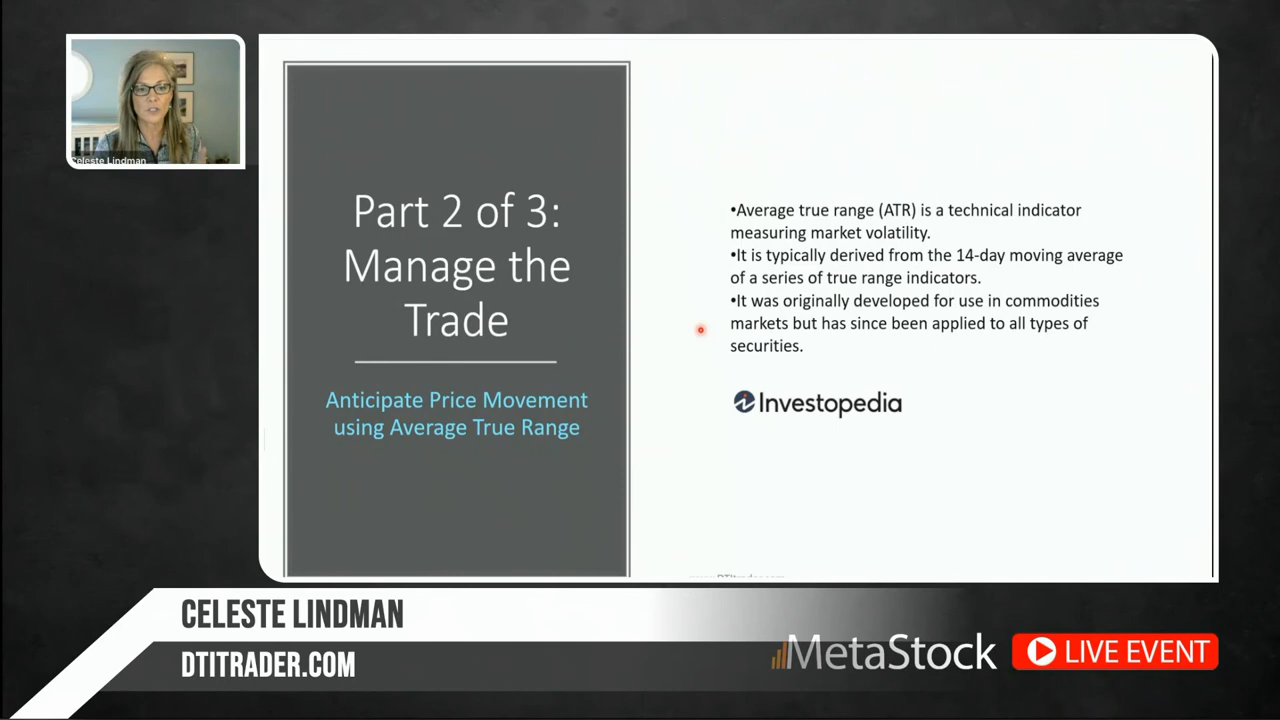 Celeste Lindman
Part 2 of 3:
Manage the
Trade
Anticipate Price Movement
using Average True Range
•Average true range (ATR) is a technical indicator
measuring market volatility.
•It is typically derived from the 14-day moving average
of a series of true range indicators.
•It was originally developed for use in commodities
markets but has since been applied to all types of
securities.
Investopedia
CELESTE LINDMAN
DTITRADER.COM
MetaStock
LIVE EVENT